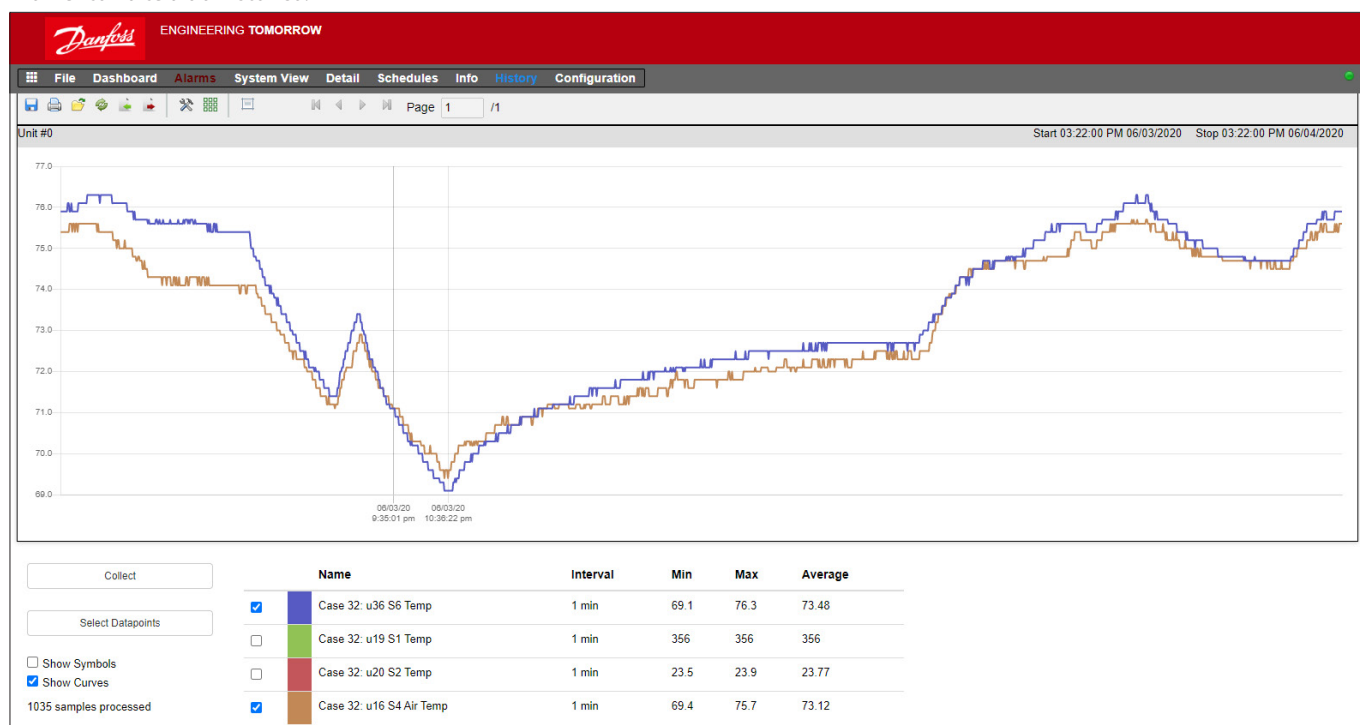 Danfoss
ENGINEERING TOMORROW
File Dashboard Alarms System View Detail Schedules Info History Configuration
Page 1 /1
Unit #0 Start 03:22:00 PM 06/03/2020 Stop 03:22:00 PM 06/04/2020
77.0
76.0
75.0
74.0
73.0
72.0
71.0
70.0
69.0
06/03/20 06/03/20
9:35:01 pm 10:36:22 pm
Collect
Select Datapoints
Show Symbols
Show Curves
1035 samples processed
Name Interval Min Max Average
Case 32: u36 S6 Temp 1 min 69.1 76.3 73.48
Case 32: u19 S1 Temp 1 min 356 356 356
Case 32: u20 S2 Temp 1 min 23.5 23.9 23.77
Case 32: u16 S4 Air Temp 1 min 69.4 75.7 73.12